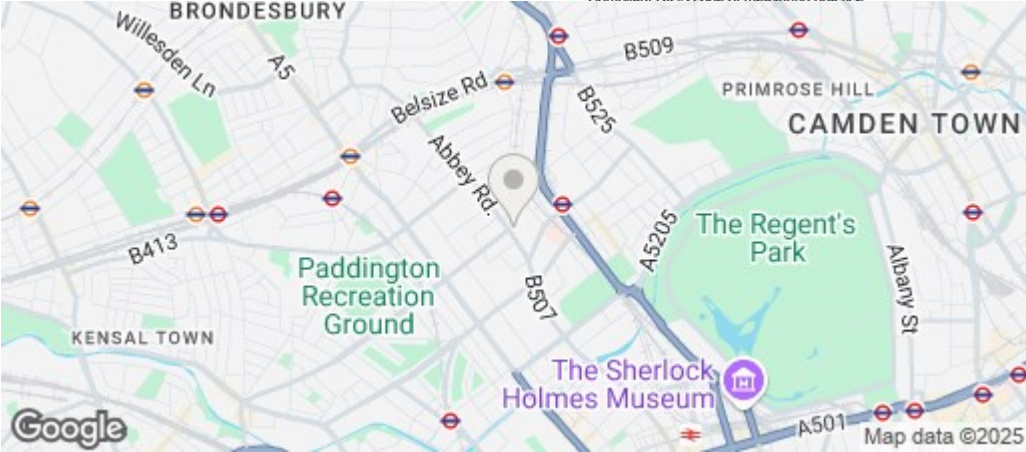 BRONDESBURY
Willesden Ln
A5
B509
Belsize Rd
B525
PRIMROSE HILL
CAMDEN TOWN
Abbey Rd.
A5205
The Regent's
Park
B413
Paddington
Recreation
Ground
Albany St
B507
KENSAL TOWN
The Sherlock
Holmes Museum
A501
Google
Map data ©2025